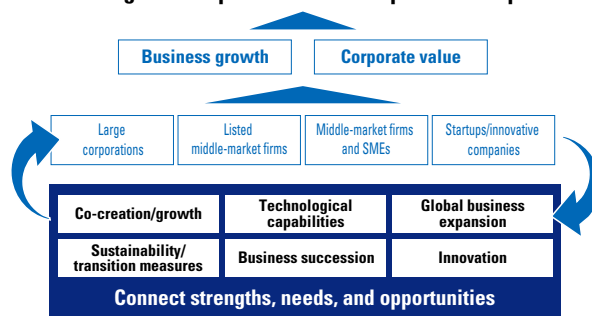 Business growth
Corporate value
Large
corporations
Listed
middle-market firms
Middle-market firms
and SMEs
Startups/innovative
companies
Co-creation/growth
Technological
capabilities
Global business
expansion
Sustainability/
transition measures
Business succession
Innovation
Connect strengths, needs, and opportunities